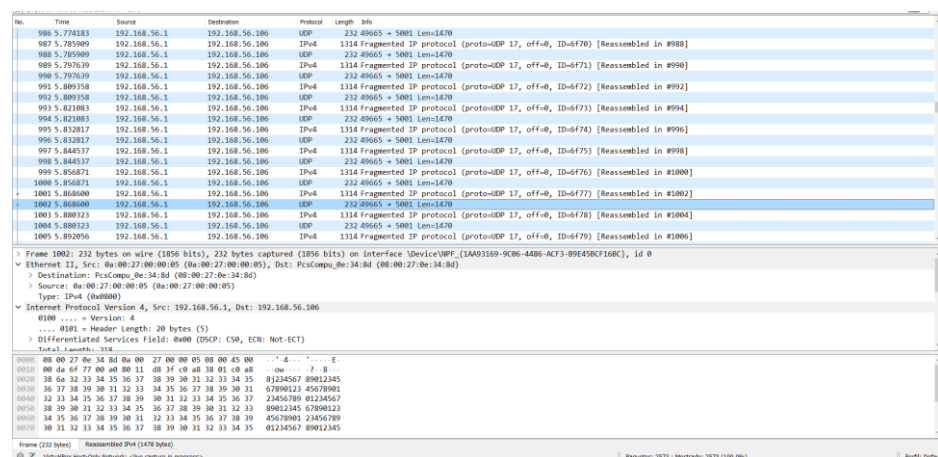 No. Time Source Destination Protocol Length Info
986 5.774183 192.168.56.1 192.168.56.106 UDP 232 49665 → 5001 Len=1470
987 5.785909 192.168.56.1 192.168.56.106 IPv4 1314 Fragmented IP protocol (proto=UDP 17, off=0, ID=6f70) [Reassembled in #988]
988 5.785909 192.168.56.1 192.168.56.106 UDP 232 49665 → 5001 Len=1470
989 5.797639 192.168.56.1 192.168.56.106 IPv4 1314 Fragmented IP protocol (proto=UDP 17, off=0, ID=6f71) [Reassembled in #990]
990 5.797639 192.168.56.1 192.168.56.106 UDP 232 49665 → 5001 Len=1470
991 5.809358 192.168.56.1 192.168.56.106 IPv4 1314 Fragmented IP protocol (proto=UDP 17, off=0, ID=6f72) [Reassembled in #992]
992 5.809358 192.168.56.1 192.168.56.106 UDP 232 49665 → 5001 Len=1470
993 5.821083 192.168.56.1 192.168.56.106 IPv4 1314 Fragmented IP protocol (proto=UDP 17, off=0, ID=6f73) [Reassembled in #994]
994 5.821083 192.168.56.1 192.168.56.106 UDP 232 49665 → 5001 Len=1470
995 5.832817 192.168.56.1 192.168.56.106 IPv4 1314 Fragmented IP protocol (proto=UDP 17, off=0, ID=6f74) [Reassembled in #996]
996 5.832817 192.168.56.1 192.168.56.106 UDP 232 49665 → 5001 Len=1470
997 5.844537 192.168.56.1 192.168.56.106 IPv4 1314 Fragmented IP protocol (proto=UDP 17, off=0, ID=6f75) [Reassembled in #998]
998 5.844537 192.168.56.1 192.168.56.106 UDP 232 49665 → 5001 Len=1470
999 5.856871 192.168.56.1 192.168.56.106 IPv4 1314 Fragmented IP protocol (proto=UDP 17, off=0, ID=6f76) [Reassembled in #1000]
1000 5.856871 192.168.56.1 192.168.56.106 UDP 232 49665 → 5001 Len=1470
1001 5.868600 192.168.56.1 192.168.56.106 IPv4 1314 Fragmented IP protocol (proto=UDP 17, off=0, ID=6f77) [Reassembled in #1002]
1002 5.868600 192.168.56.1 192.168.56.106 UDP 232 49665 → 5001 Len=1470
1003 5.880323 192.168.56.1 192.168.56.106 IPv4 1314 Fragmented IP protocol (proto=UDP 17, off=0, ID=6f78) [Reassembled in #1004]
1004 5.880323 192.168.56.1 192.168.56.106 UDP 232 49665 → 5001 Len=1470
1005 5.892056 192.168.56.1 192.168.56.106 IPv4 1314 Fragmented IP protocol (proto=UDP 17, off=0, ID=6f79) [Reassembled in #1006]
> Frame 1002: 232 bytes on wire (1856 bits), 232 bytes captured (1856 bits) on interface \Device\NPF_{1AA93169-9C06-4486-ACF3-B9E45BCF16BC}, id 0
Ethernet II, Src: 0a:00:27:00:00:05 (0a:00:27:00:00:05), Dst: PcsCompu_0e:34:8d (08:00:27:0e:34:8d)
> Destination: PcsCompu_0e:34:8d (08:00:27:0e:34:8d)
> Source: 0a:00:27:00:00:05 (0a:00:27:00:00:05)
Type: IPv4 (0x0800)
Internet Protocol Version 4, Src: 192.168.56.1, Dst: 192.168.56.106
0100 .... = Version: 4
.... 0101 = Header Length: 20 bytes (5)
> Differentiated Services Field: 0x00 (DSCP: CS0, ECN: Not-ECT)
Total Length: 218
0000 08 00 27 0e 34 8d 0a 00 27 00 00 05 08 00 45 00 ··'·4··· '·····E·
0010 00 da 6f 77 00 a0 80 11 d8 3f c0 a8 38 01 c0 a8 ··ow···· ·?··8···
0020 38 6a 32 33 34 35 36 37 38 39 30 31 32 33 34 35 8j234567 89012345
0030 36 37 38 39 30 31 32 33 34 35 36 37 38 39 30 31 67890123 45678901
0040 32 33 34 35 36 37 38 39 30 31 32 33 34 35 36 37 23456789 01234567
0050 38 39 30 31 32 33 34 35 36 37 38 39 30 31 32 33 89012345 67890123
0060 34 35 36 37 38 39 30 31 32 33 34 35 36 37 38 39 45678901 23456789
0070 30 31 32 33 34 35 36 37 38 39 30 31 32 33 34 35 01234567 89012345
Frame (232 bytes) Reassembled IPv4 (1478 bytes)
VirtualBox Host-Only Network: <live capture in progress> Paquetes: 2573 · Mostrado: 2573 (100.0%)